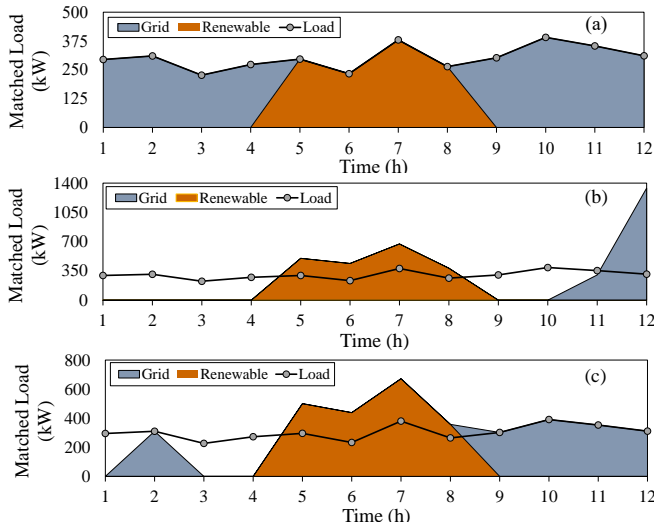 500
375
250
125
0
Matched Load
(kW)
Grid Renewable Load
(a)
1 2 3 4 5 6 7 8 9 10 11 12
Time (h)
1400
1050
700
350
0
Matched Load
(kW)
Grid Renewable Load
(b)
1 2 3 4 5 6 7 8 9 10 11 12
Time (h)
800
600
400
200
0
Matched Load
(kW)
Grid Renewable Load
(c)
1 2 3 4 5 6 7 8 9 10 11 12
Time (h)